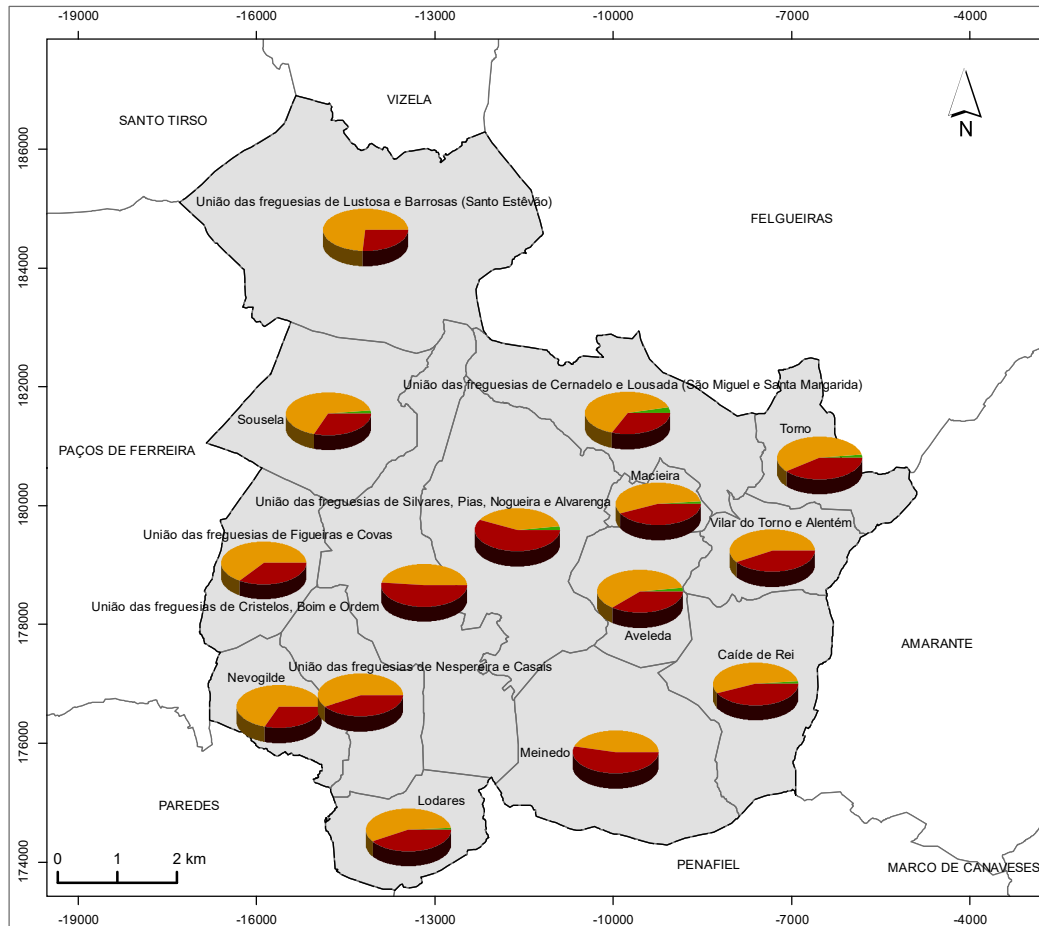 -19000 -16000 -13000 -10000 -7000 -4000
VIZELA
SANTO TIRSO
N
186000
União das freguesias de Lustosa e Barrosas (Santo Estêvão)
FELGUEIRAS
184000
182000
União das freguesias de Cernadelo e Lousada (São Miguel e Santa Margarida)
Sousela
Torno
PAÇOS DE FERREIRA
Macieira
União das freguesias de Silvares, Pias, Nogueira e Alvarenga
180000
Vilar do Torno e Alentém
União das freguesias de Figueiras e Covas
União das freguesias de Cristelos, Boim e Ordem
178000
Aveleda
AMARANTE
Caíde de Rei
União das freguesias de Nespereira e Casais
Nevogilde
176000
Meinedo
PAREDES
Lodares
0 1 2 km
174000
PENAFIEL
MARCO DE CANAVESES
-19000 -16000 -13000 -10000 -7000 -4000